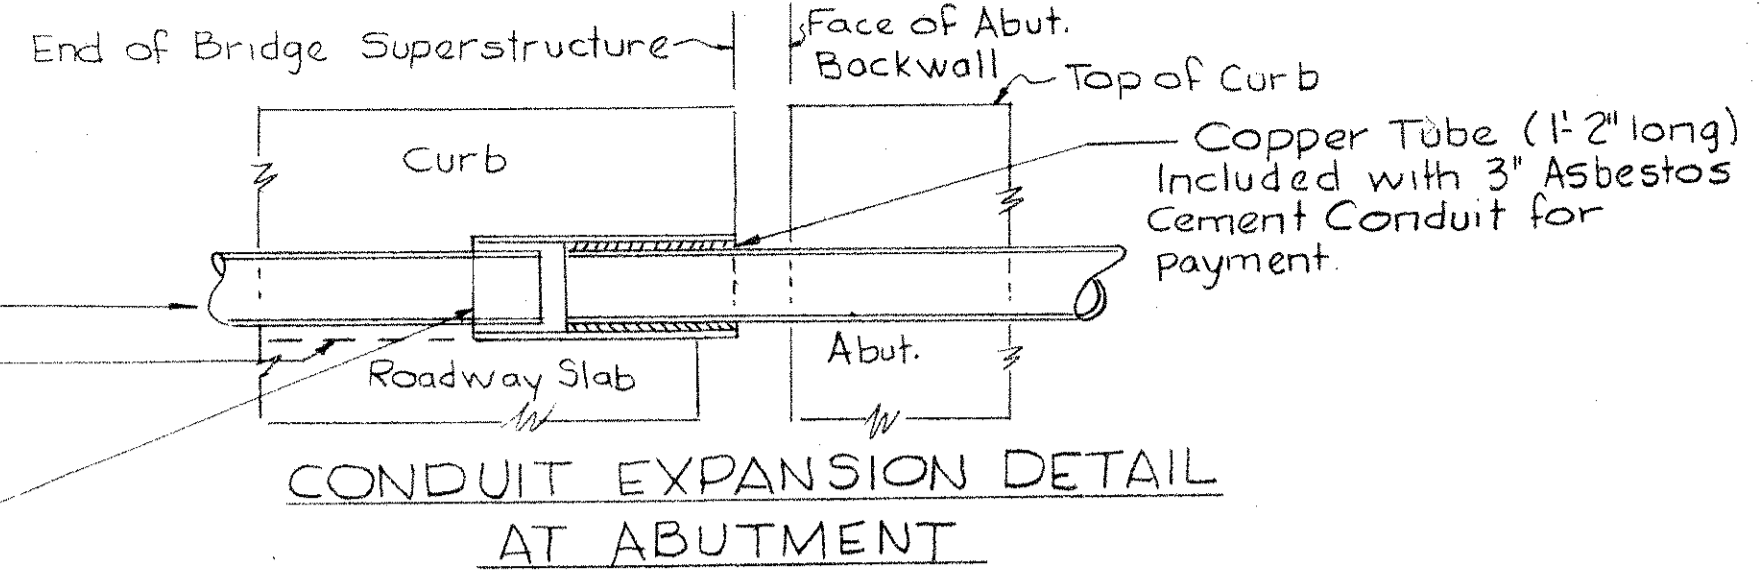 End of Bridge Superstructure
Face of Abut.
Backwall
Top of Curb
Copper Tube (1'-2" long)
Included with 3" Asbestos
Cement Conduit for
payment.
Curb
Roadway Slab
Abut.
CONDUIT EXPANSION DETAIL
AT ABUTMENT